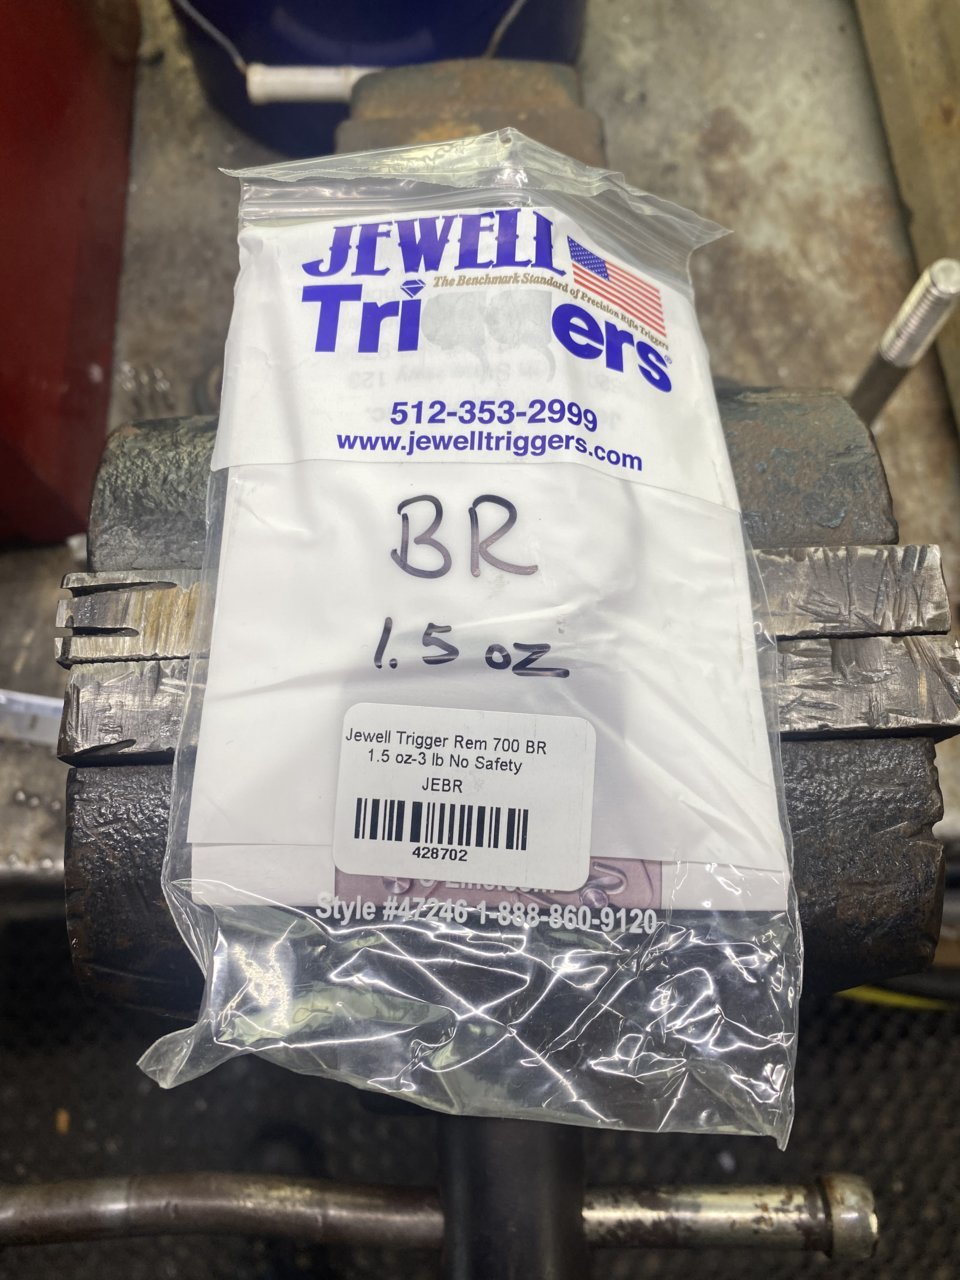 JEWELL
The Benchmark Standard of Precision Rifle Triggers
Tri ers®
512-353-2999
www.jewelltriggers.com
BR
1.5 oz
Jewell Trigger Rem 700 BR
1.5 oz-3 lb No Safety
JEBR
428702
Style #47246 1-888-860-9120